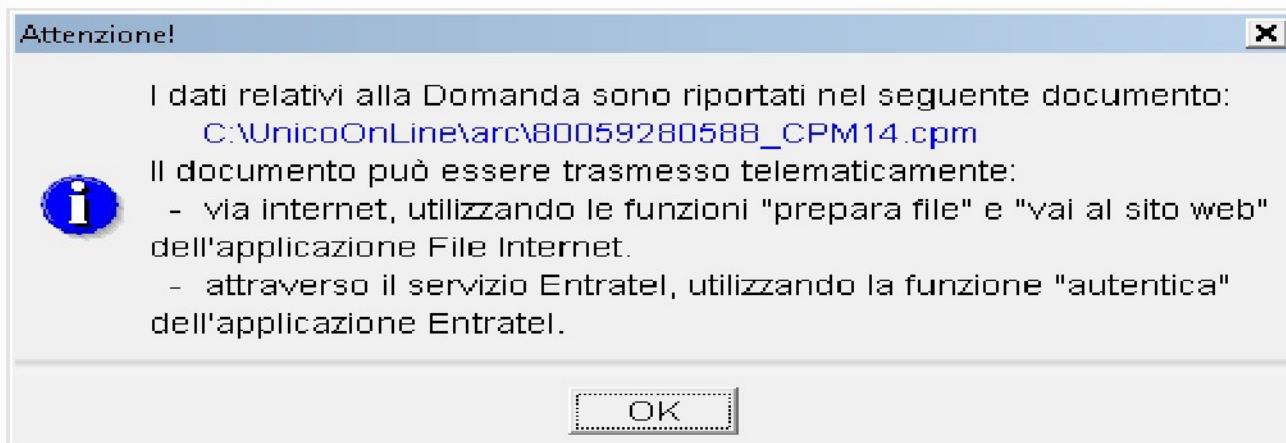 Attenzione!
I dati relativi alla Domanda sono riportati nel seguente documento:
C:\UnicoOnLine\arc\80059280588_CPM14.cpm
Il documento può essere trasmesso telematicamente:
- via internet, utilizzando le funzioni "prepara file" e "vai al sito web"
dell'applicazione File Internet.
- attraverso il servizio Entratel, utilizzando la funzione "autentica"
dell'applicazione Entratel.
OK